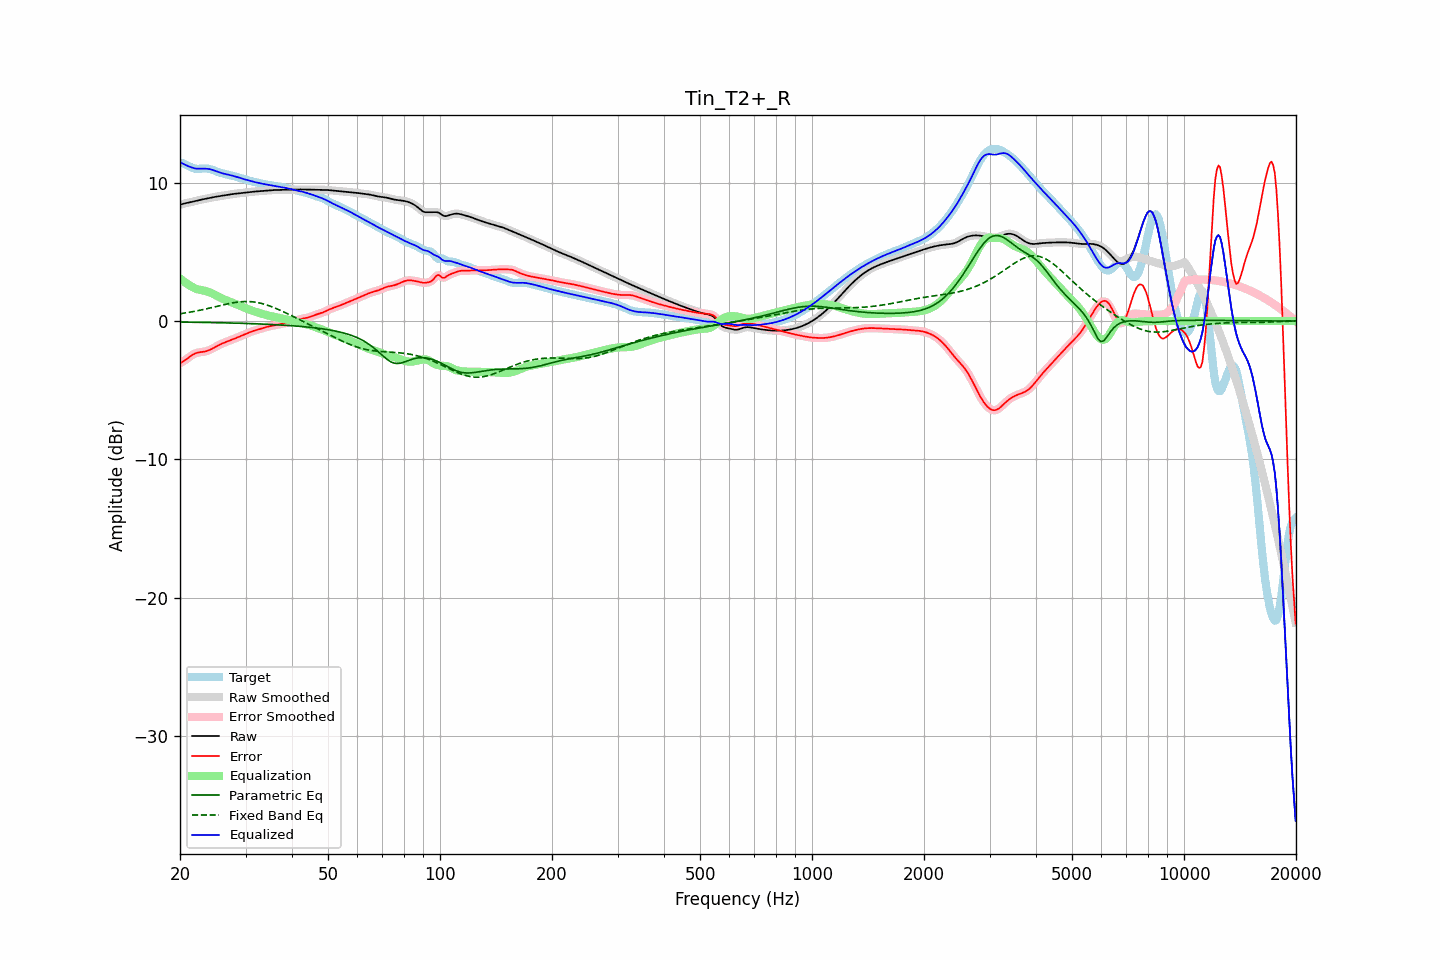 Tin_T2+_R
Amplitude (dBr)
10
0
−10
−20
−30
Target
Raw Smoothed
Error Smoothed
Raw
Error
Equalization
Parametric Eq
Fixed Band Eq
Equalized
20 50 100 200 500 1000 2000 5000 10000 20000
Frequency (Hz)